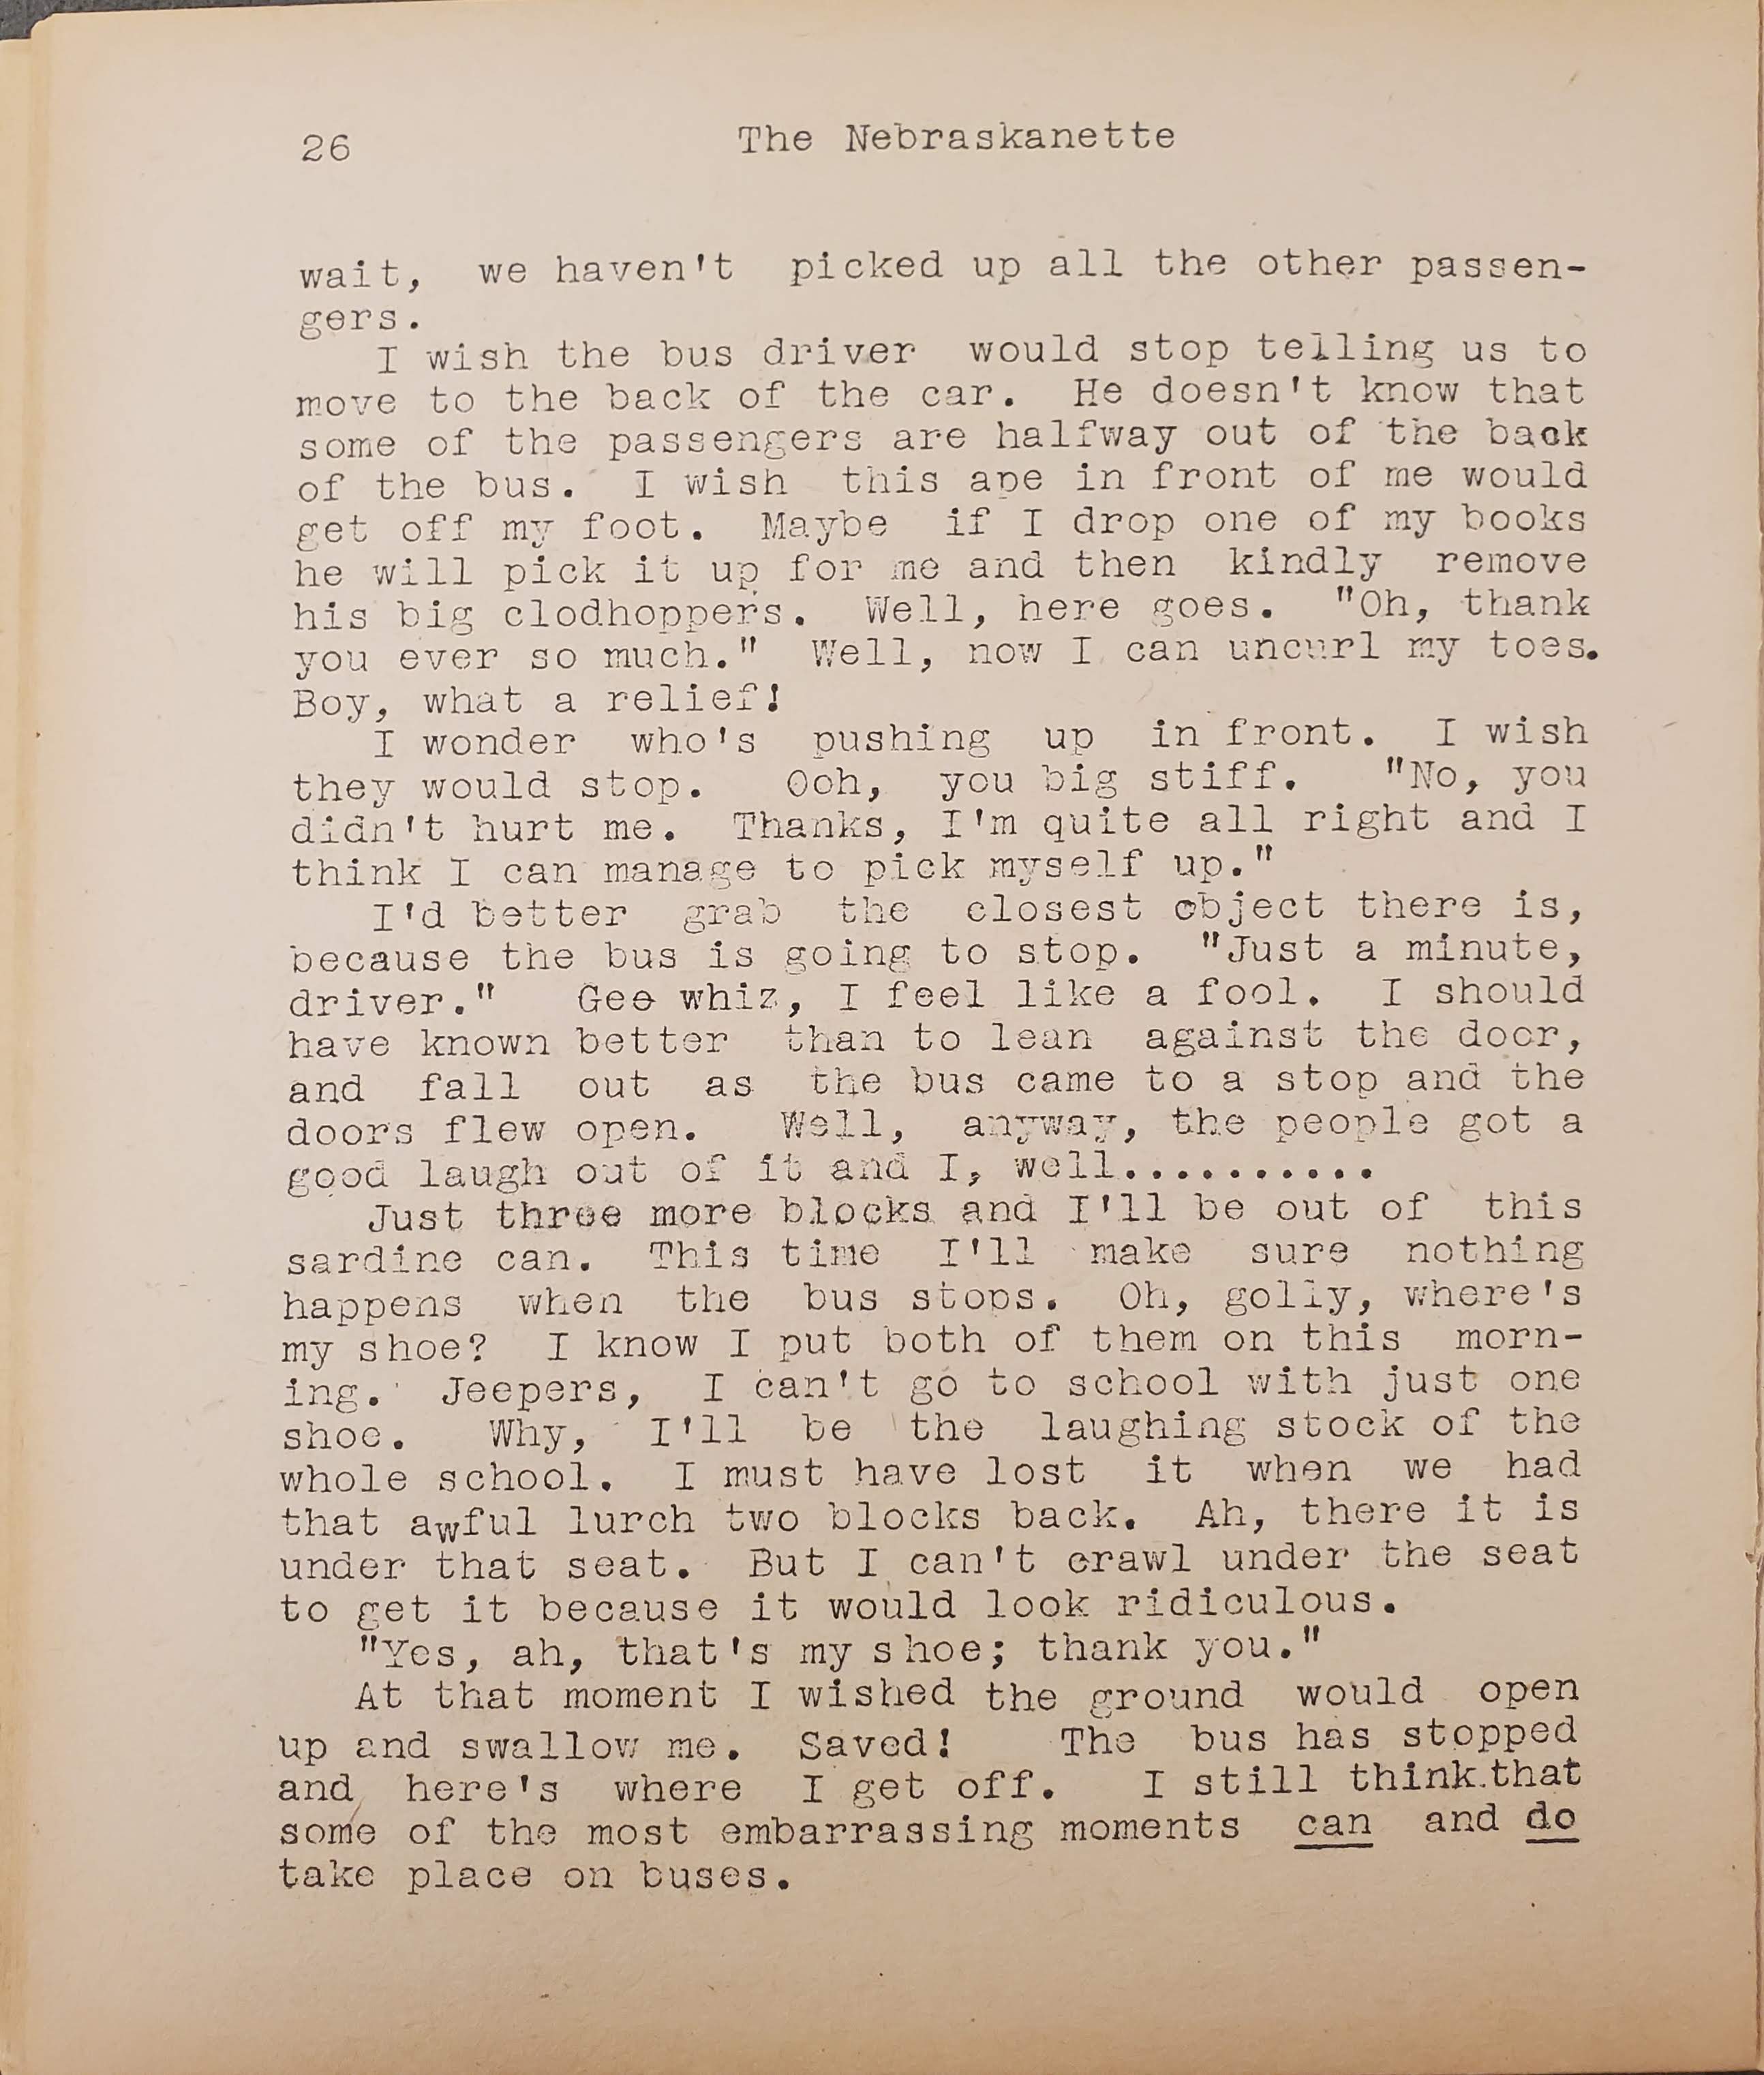 26
The Nebraskanette
wait, we haven't picked up all the other passen-
gers.
I wish the bus driver would stop telling us to
move to the back of the car. He doesn't know that
some of the passengers are halfway out of the back
of the bus. I wish this ape in front of me would
get off my foot. Maybe if I drop one of my books
he will pick it up for me and then kindly remove
his big clodhoppers. Well, here goes. "Oh, thank
you ever so much." Well, now I can uncurl my toes.
Boy, what a relief!
I wonder who's pushing up in front. I wish
they would stop. Ooh, you big stiff. "No, you
didn't hurt me. Thanks, I'm quite all right and I
think I can manage to pick myself up."
I'd better grab the closest object there is,
because the bus is going to stop. "Just a minute,
driver." Gee whiz, I feel like a fool. I should
have known better than to lean against the door,
and fall out as the bus came to a stop and the
doors flew open. Well, anyway, the people got a
good laugh out of it and I, well..........
Just three more blocks and I'll be out of this
sardine can. This time I'll make sure nothing
happens when the bus stops. Oh, golly, where's
my shoe? I know I put both of them on this morn-
ing. Jeepers, I can't go to school with just one
shoe. Why, I'll be the laughing stock of the
whole school. I must have lost it when we had
that awful lurch two blocks back. Ah, there it is
under that seat. But I can't crawl under the seat
to get it because it would look ridiculous.
"Yes, ah, that's my shoe; thank you."
At that moment I wished the ground would open
up and swallow me. Saved! The bus has stopped
and here's where I get off. I still think.that
some of the most embarrassing moments can and do
take place on buses.